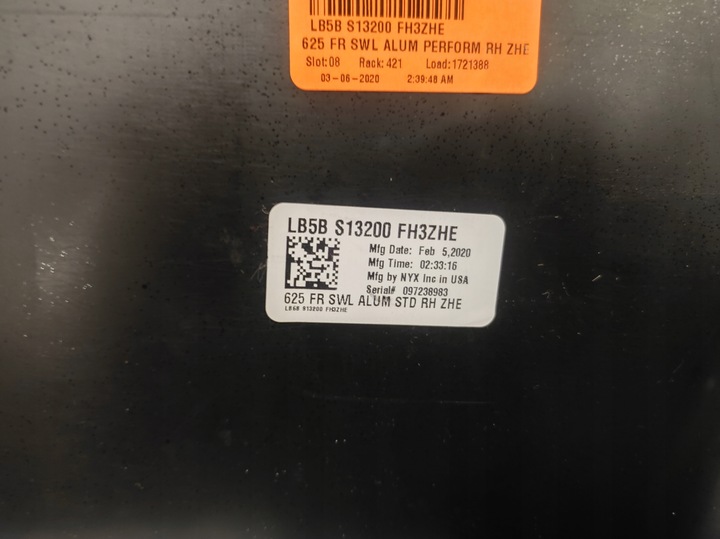 LB5B S13200 FH3ZHE
625 FR SWL ALUM PERFORM RH ZHE
Slot:08 Rack:421 Load:1721388
03-06-2020 2:39:46 AM
LB5B S13200 FH3ZHE
Mfg Date: Feb 5,2020
Mfg Time: 02:33:16
Mfg by NYX Inc in USA
Serial# 097238983
625 FR SWL ALUM STD RH ZHE
LB5B S13200 FH3ZHE